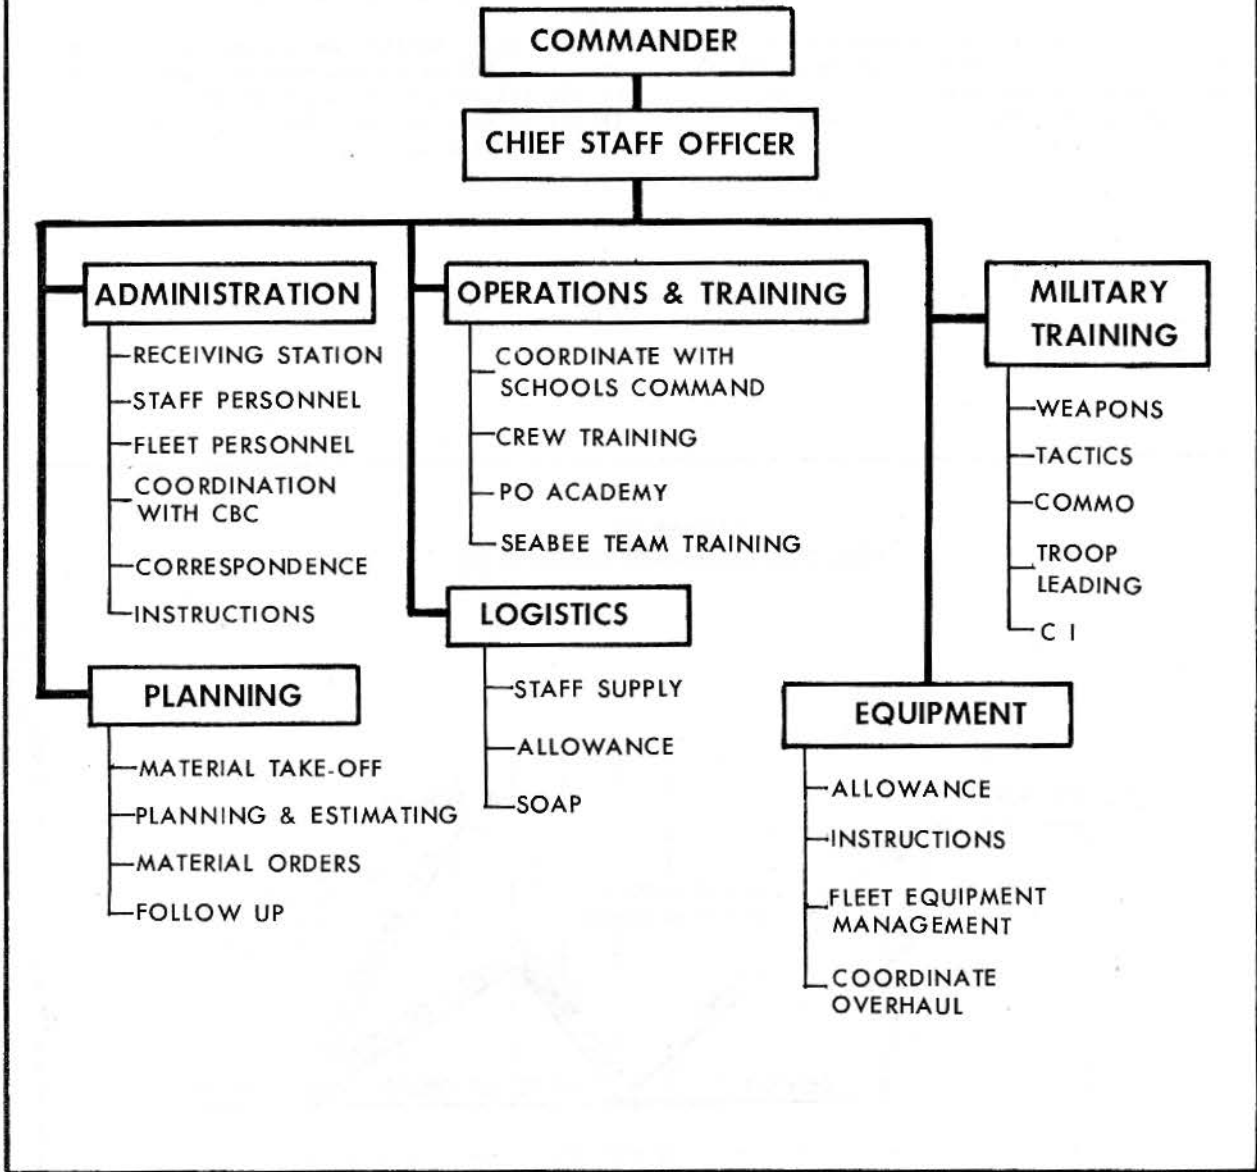 COMMANDER
CHIEF STAFF OFFICER
ADMINISTRATION
RECEIVING STATION
STAFF PERSONNEL
FLEET PERSONNEL
COORDINATION
WITH CBC
CORRESPONDENCE
INSTRUCTIONS
PLANNING
MATERIAL TAKE-OFF
PLANNING & ESTIMATING
MATERIAL ORDERS
FOLLOW UP
OPERATIONS & TRAINING
COORDINATE WITH
SCHOOLS COMMAND
CREW TRAINING
PO ACADEMY
SEABEE TEAM TRAINING
LOGISTICS
STAFF SUPPLY
ALLOWANCE
SOAP
MILITARY
TRAINING
WEAPONS
TACTICS
COMMO
TROOP
LEADING
C I
EQUIPMENT
ALLOWANCE
INSTRUCTIONS
FLEET EQUIPMENT
MANAGEMENT
COORDINATE
OVERHAUL